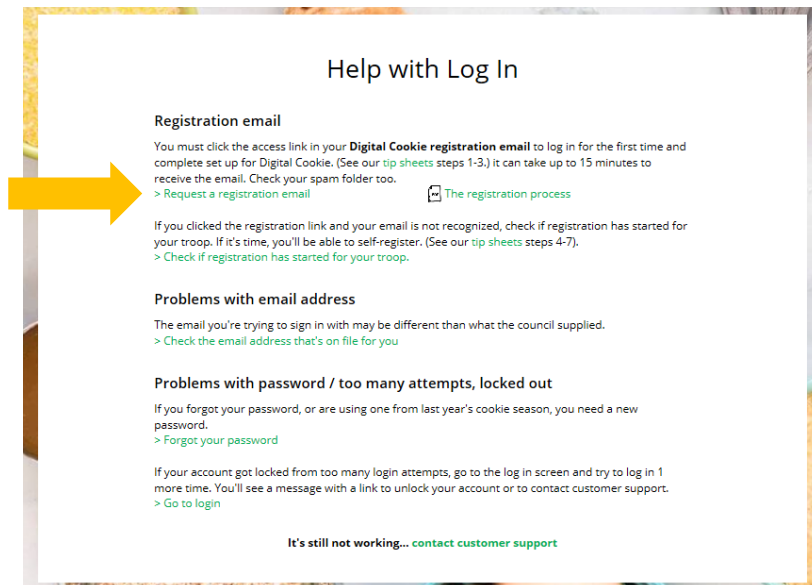 Help with Log In
Registration email
You must click the access link in your Digital Cookie registration email to log in for the first time and
complete set up for Digital Cookie. (See our tip sheets steps 1-3.) it can take up to 15 minutes to
receive the email. Check your spam folder too.
> Request a registration email The registration process
If you clicked the registration link and your email is not recognized, check if registration has started for
your troop. If it's time, you'll be able to self-register. (See our tip sheets steps 4-7).
> Check if registration has started for your troop.
Problems with email address
The email you're trying to sign in with may be different than what the council supplied.
> Check the email address that's on file for you
Problems with password / too many attempts, locked out
If you forgot your password, or are using one from last year's cookie season, you need a new
password.
> Forgot your password
If your account got locked from too many login attempts, go to the log in screen and try to log in 1
more time. You'll see a message with a link to unlock your account or to contact customer support.
> Go to login
It's still not working... contact customer support